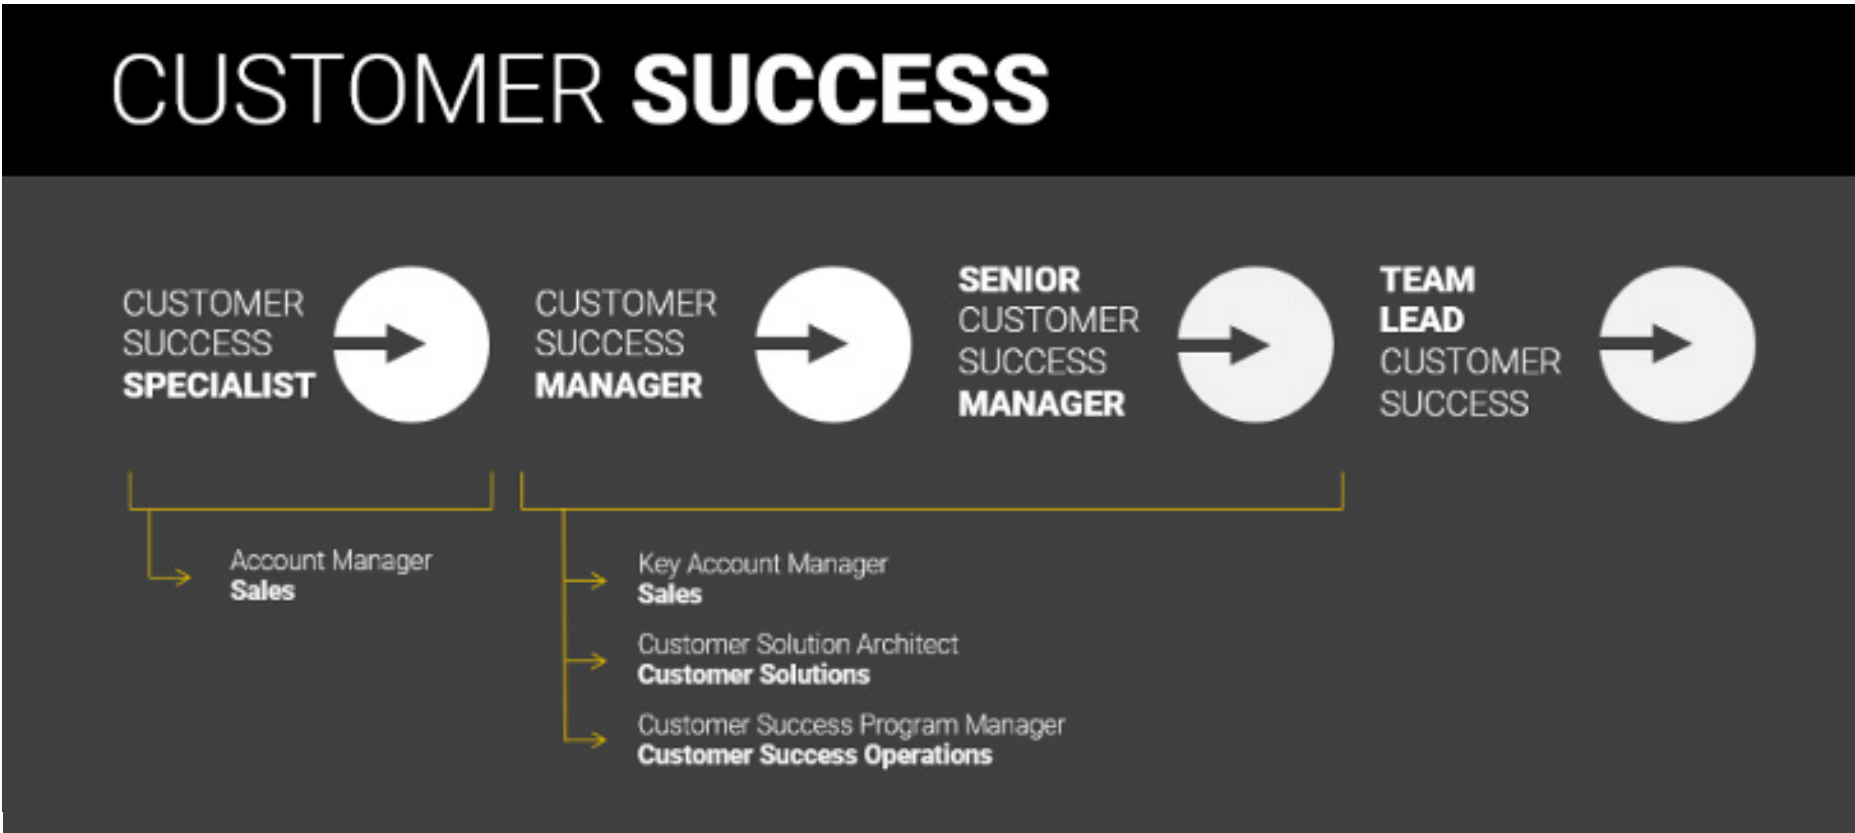 CUSTOMER SUCCESS
CUSTOMER
SUCCESS
SPECIALIST
CUSTOMER
SUCCESS
MANAGER
SENIOR
CUSTOMER
SUCCESS
MANAGER
TEAM
LEAD
CUSTOMER
SUCCESS
Account Manager
Sales
Key Account Manager
Sales
Customer Solution Architect
Customer Solutions
Customer Success Program Manager
Customer Success Operations